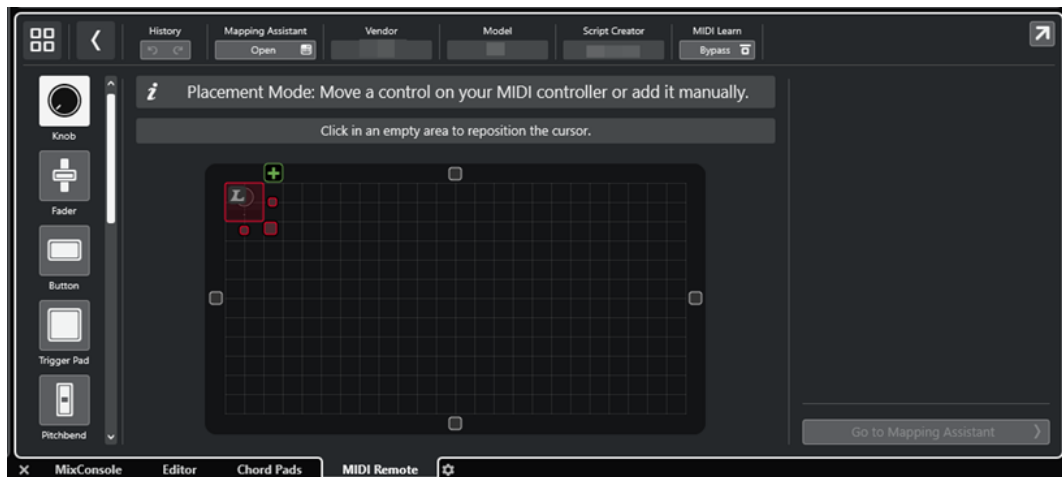 History
Mapping Assistant
Vendor
Model
Script Creator
MIDI Learn
Open
Bypass
i Placement Mode: Move a control on your MIDI controller or add it manually.
Click in an empty area to reposition the cursor.
Knob
Fader
Button
Trigger Pad
Pitchbend
L
Go to Mapping Assistant
MixConsole
Editor
Chord Pads
MIDI Remote